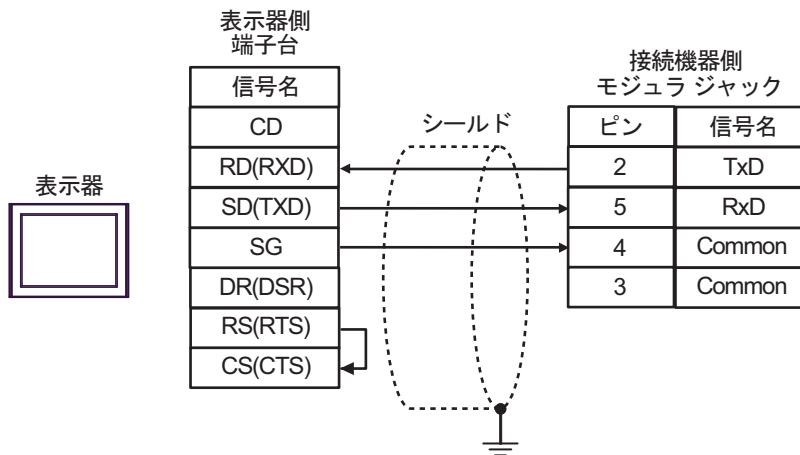 表示器側
端子台
接続機器側
モジュラ ジャック
信号名
CD
RD(RXD)
SD(TXD)
SG
DR(DSR)
RS(RTS)
CS(CTS)
シールド
表示器
ピン 信号名
2 TxD
5 RxD
4 Common
3 Common